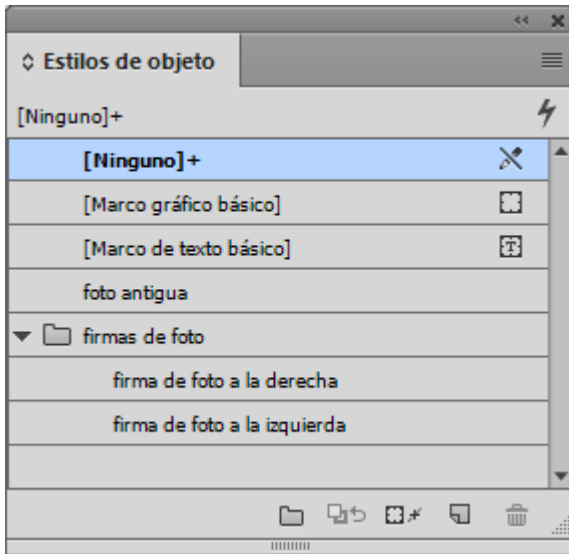 Estilos de objeto
[Ninguno]+
[Ninguno]+
[Marco gráfico básico]
[Marco de texto básico]
T
foto antigua
firmas de foto
firma de foto a la derecha
firma de foto a la izquierda